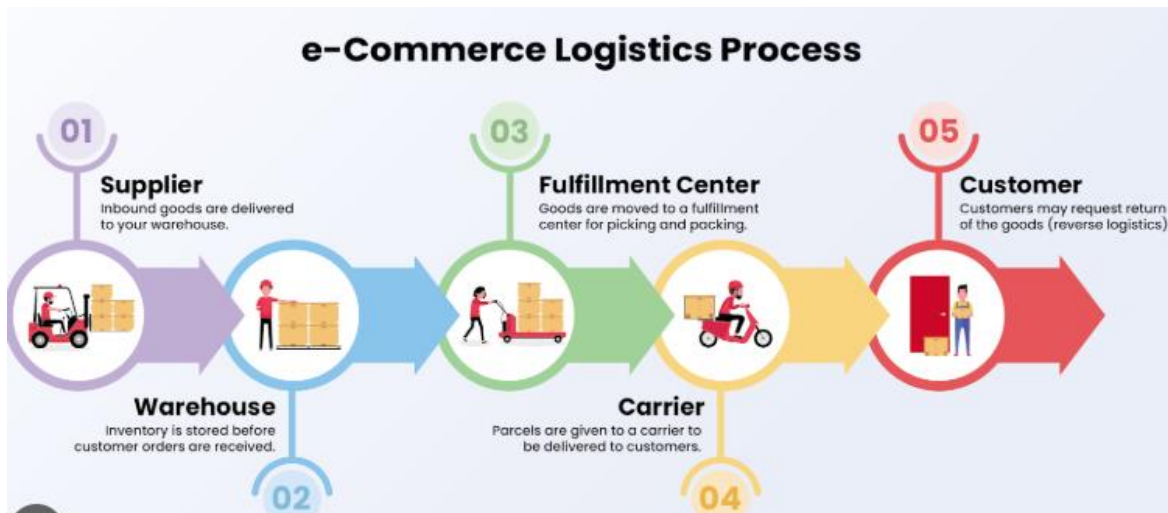 e-Commerce Logistics Process
01
Supplier
Inbound goods are delivered
to your warehouse.
Warehouse
Inventory is stored before
customer orders are received.
02
03
Fulfillment Center
Goods are moved to a fulfillment
center for picking and packing.
Carrier
Parcels are given to a carrier to
be delivered to customers.
04
05
Customer
Customers may request return
of the goods (reverse logistics)